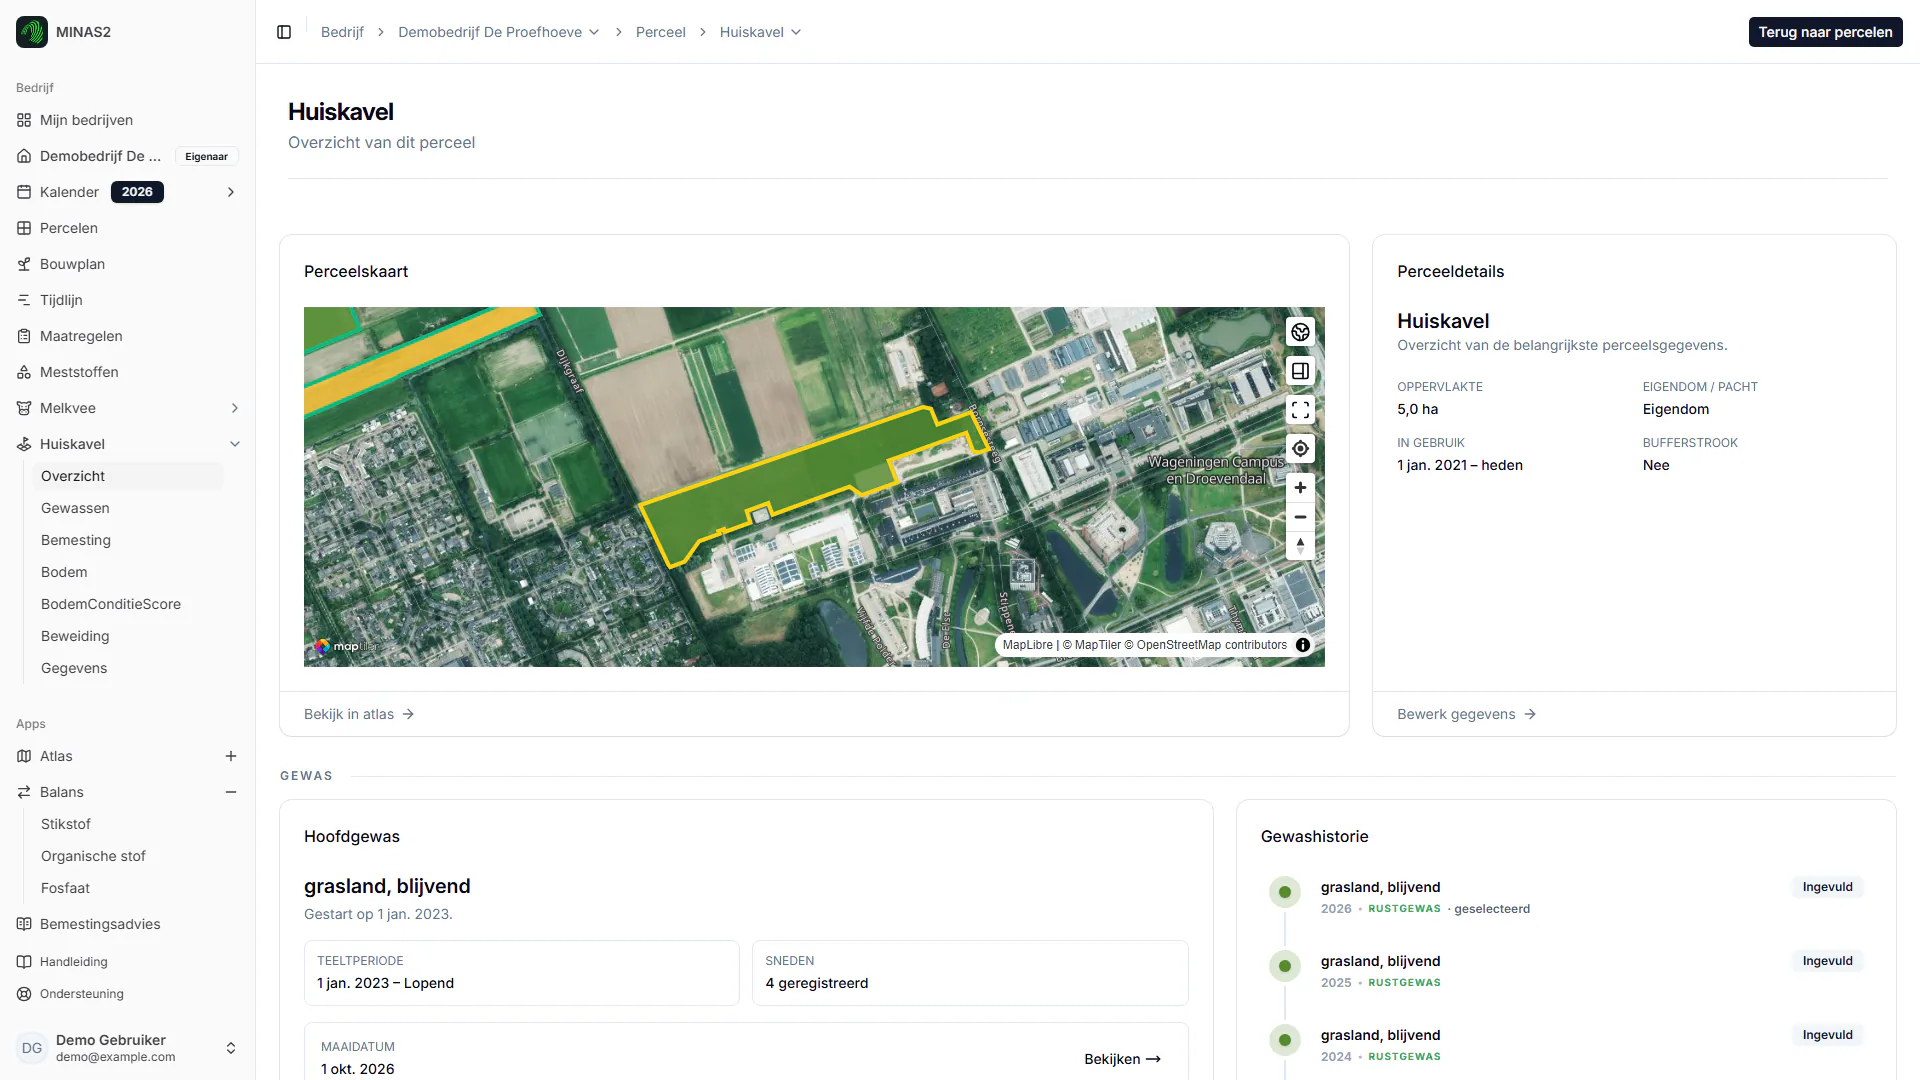 MINAS2
Bedrijf
Mijn bedrijven
Demobedrijf De ...
Eigenaar
Kalender
2026
Percelen
Bouwplan
Tijdlijn
Maatregelen
Meststoffen
Melkvee
Huiskavel
Overzicht
Gewassen
Bemesting
Bodem
BodemConditieScore
Beweiding
Gegevens
Apps
Atlas
Balans
Stikstof
Organische stof
Fosfaat
Bemestingsadvies
Handleiding
Ondersteuning
DG
Demo Gebruiker
demo@example.com
Bedrijf
Demobedrijf De Proefhoeve
Perceel
Huiskavel
Terug naar percelen
Huiskavel
Overzicht van dit perceel
Perceelskaart
Dijkgraaf
Bornsesteeg
Wageningen Campus
en Droevendaal
De Elst
maptiler
MapLibre | © MapTiler © OpenStreetMap contributors
Bekijk in atlas
Perceeldetails
Huiskavel
Overzicht van de belangrijkste perceelsgegevens.
OPPERVLAKTE
5,0 ha
EIGENDOM / PACHT
Eigendom
IN GEBRUIK
1 jan. 2021 – heden
BUFFERSTROOK
Nee
Bewerk gegevens
GEWAS
Hoofdgewas
grasland, blijvend
Gestart op 1 jan. 2023.
TEELTPERIODE
1 jan. 2023 – Lopend
SNEDEN
4 geregistreerd
MAAIDATUM
1 okt. 2026
Bekijken
Gewashistorie
grasland, blijvend
2026 • RUSTGEWAS · geselecteerd
Ingevuld
grasland, blijvend
2025 • RUSTGEWAS
Ingevuld
grasland, blijvend
2024 • RUSTGEWAS
Ingevuld